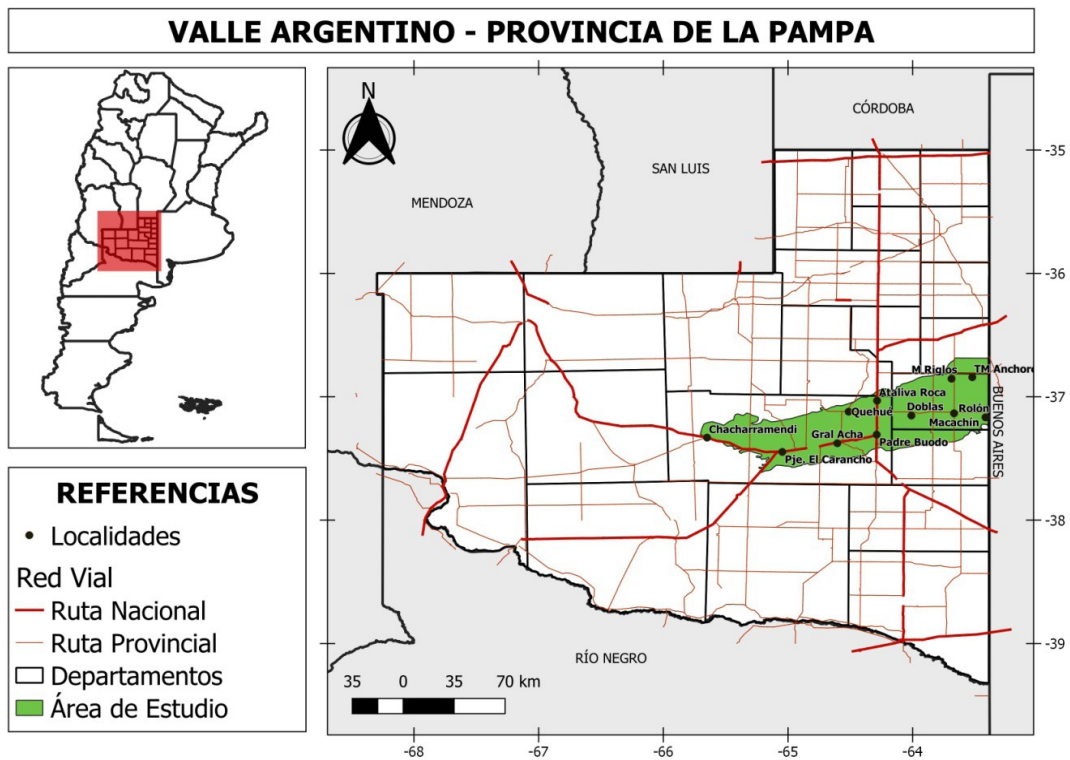 VALLE ARGENTINO - PROVINCIA DE LA PAMPA
N
CÓRDOBA
SAN LUIS
MENDOZA
-35
-36
M.Riglos
TM Anchore
Ataliva Roca
-37
Quehué
Doblas
Rolón
Macachín
BUENOS AIRES
Chacharramendi
Gral Acha
Padre Buodo
Pje. El Carancho
-38
-39
RÍO NEGRO
35 0 35 70 km
-68 -67 -66 -65 -64
REFERENCIAS
Localidades
Red Vial
Ruta Nacional
Ruta Provincial
Departamentos
Área de Estudio